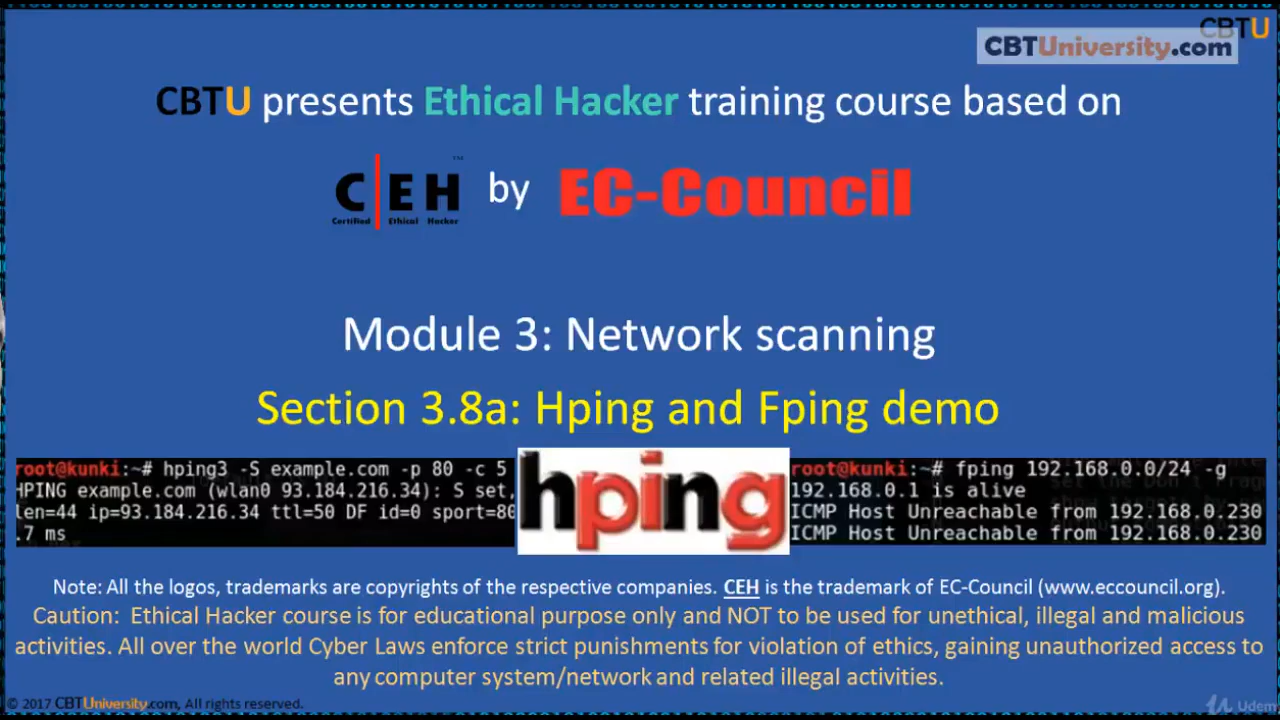 CBTU
CBTUniversity.com
CBTU presents Ethical Hacker training course based on
CEH™ by EC-Council
Certified Ethical Hacker
Module 3: Network scanning
Section 3.8a: Hping and Fping demo
root@kunki:~# hping3 -S example.com -p 80 -c 5
HPING example.com (wlan0 93.184.216.34): S set,
len=44 ip=93.184.216.34 ttl=50 DF id=0 sport=80
.7 ms
hping
root@kunki:~# fping 192.168.0.0/24 -g
192.168.0.1 is alive
ICMP Host Unreachable from 192.168.0.230
ICMP Host Unreachable from 192.168.0.230
Note: All the logos, trademarks are copyrights of the respective companies. CEH is the trademark of EC-Council (www.eccouncil.org).
Caution: Ethical Hacker course is for educational purpose only and NOT to be used for unethical, illegal and malicious
activities. All over the world Cyber Laws enforce strict punishments for violation of ethics, gaining unauthorized access to
any computer system/network and related illegal activities.
© 2017 CBTUniversity.com, All rights reserved.
Udem